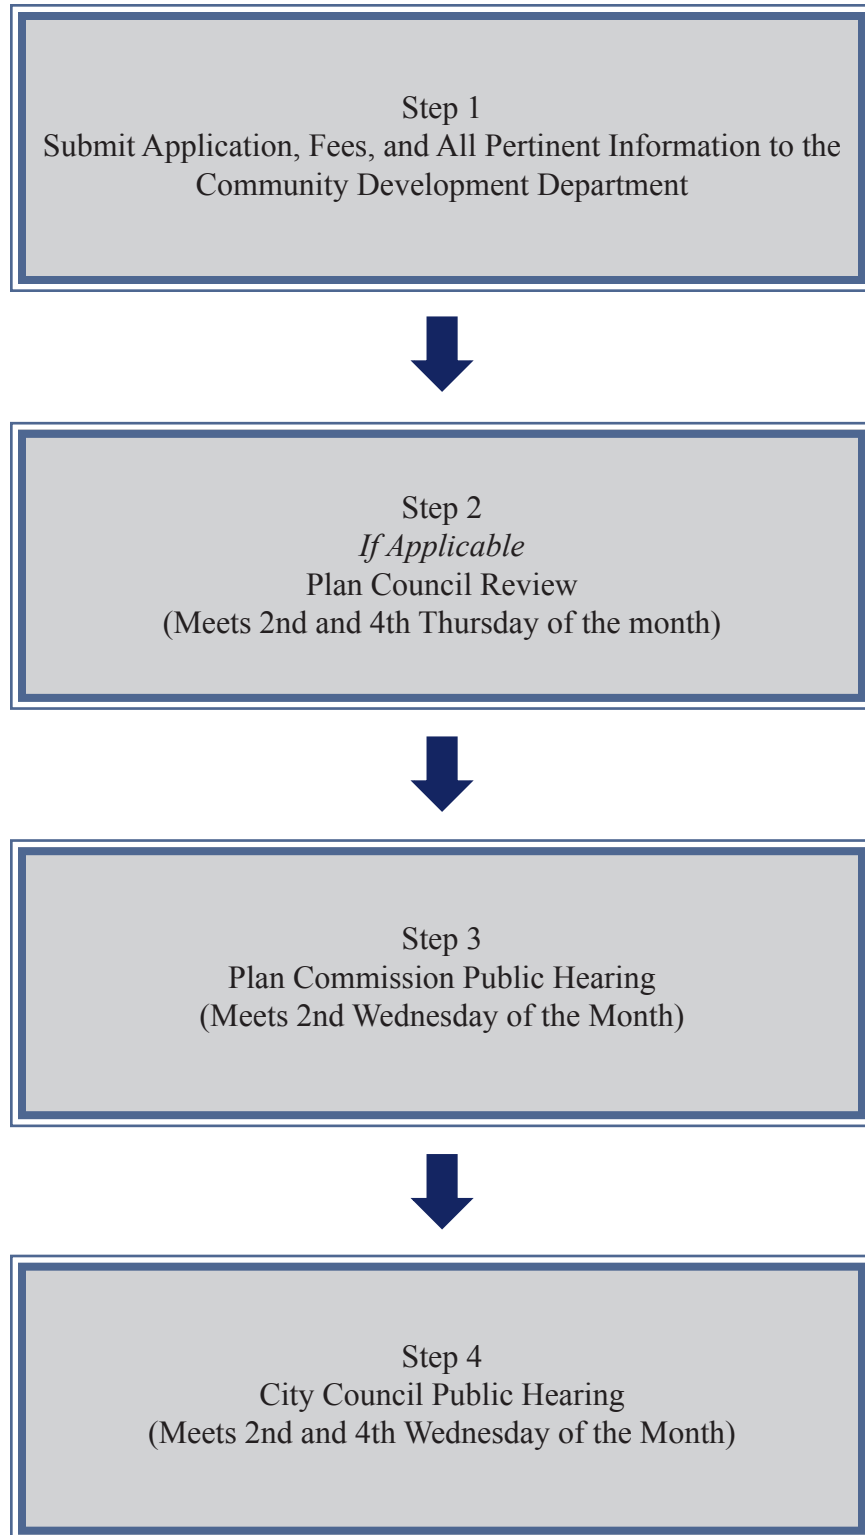 Step 1
Submit Application, Fees, and All Pertinent Information to the
Community Development Department
Step 2
If Applicable
Plan Council Review
(Meets 2nd and 4th Thursday of the month)
Step 3
Plan Commission Public Hearing
(Meets 2nd Wednesday of the Month)
Step 4
City Council Public Hearing
(Meets 2nd and 4th Wednesday of the Month)